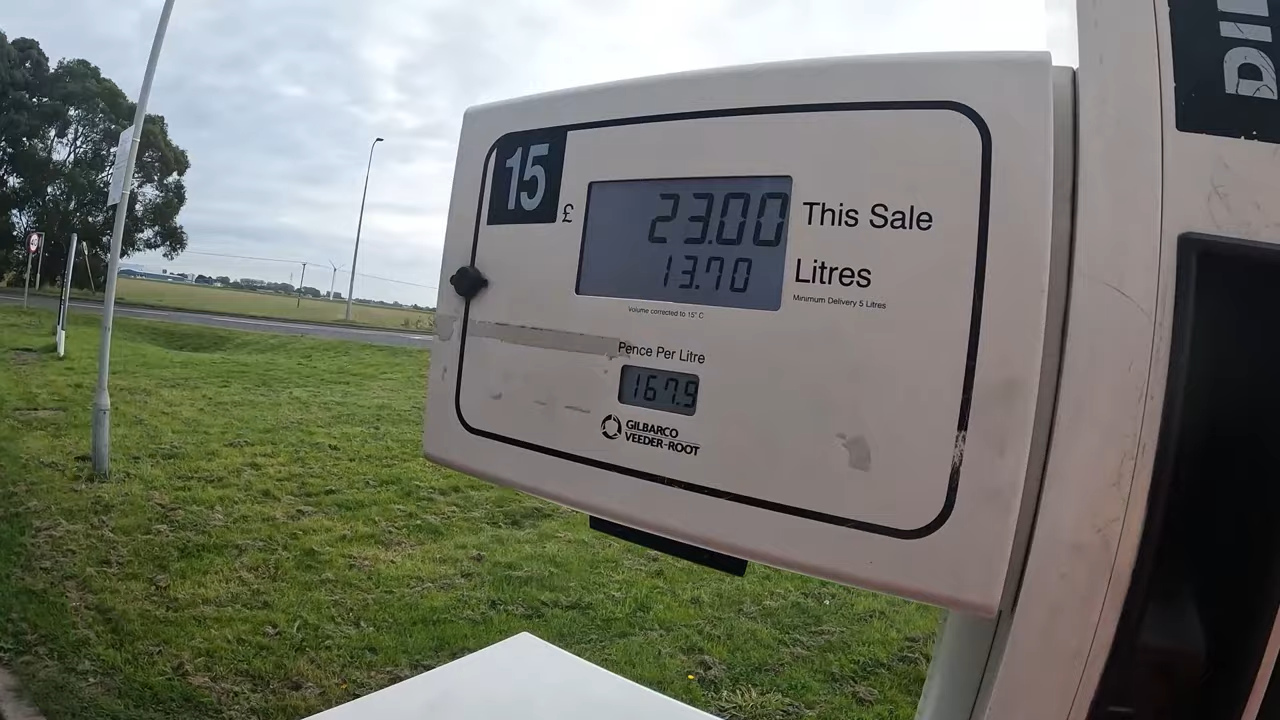 15
£ 23.00 This Sale
13.70 Litres
Minimum Delivery 5 Litres
Volume corrected to 15° C
Pence Per Litre
167.9
GILBARCO
VEEDER-ROOT